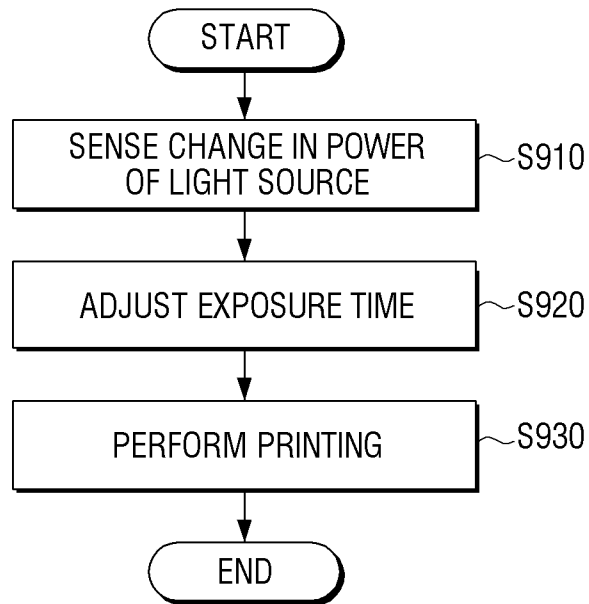 START
SENSE CHANGE IN POWER
OF LIGHT SOURCE
S910
ADJUST EXPOSURE TIME
S920
PERFORM PRINTING
S930
END